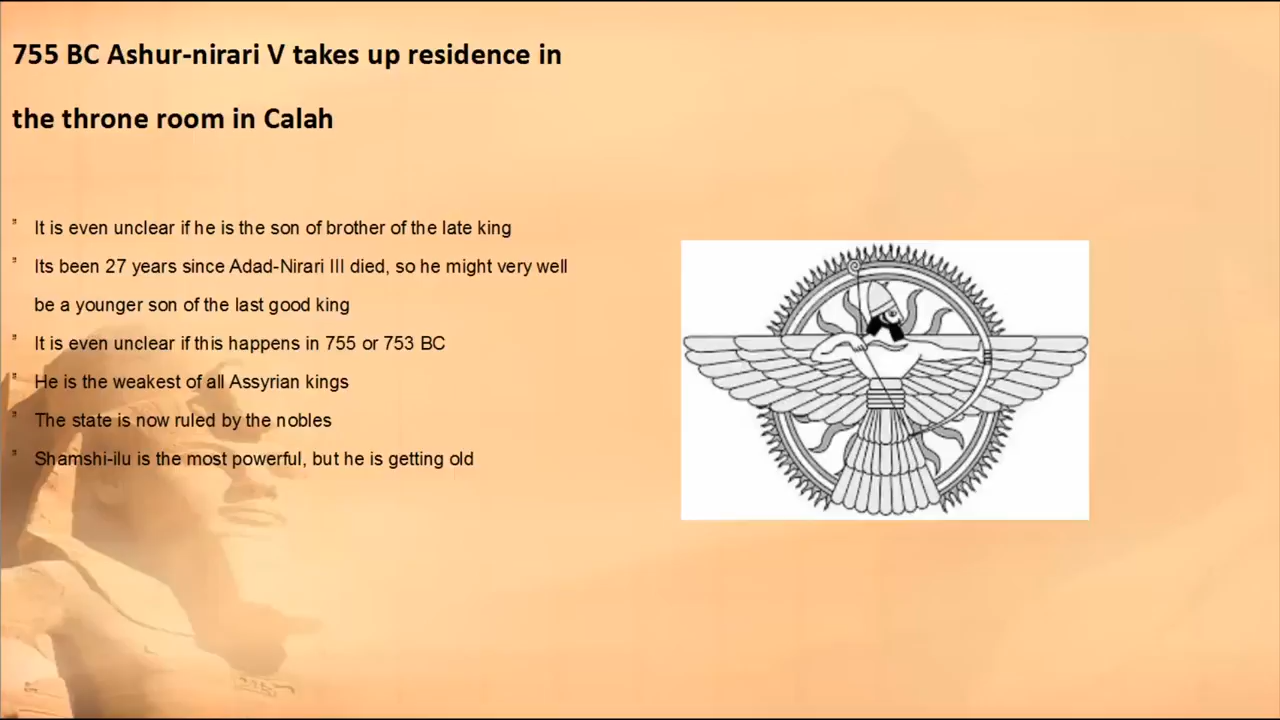 755 BC Ashur-nirari V takes up residence in
the throne room in Calah
It is even unclear if he is the son of brother of the late king
Its been 27 years since Adad-Nirari III died, so he might very well
be a younger son of the last good king
It is even unclear if this happens in 755 or 753 BC
He is the weakest of all Assyrian kings
The state is now ruled by the nobles
Shamshi-ilu is the most powerful, but he is getting old